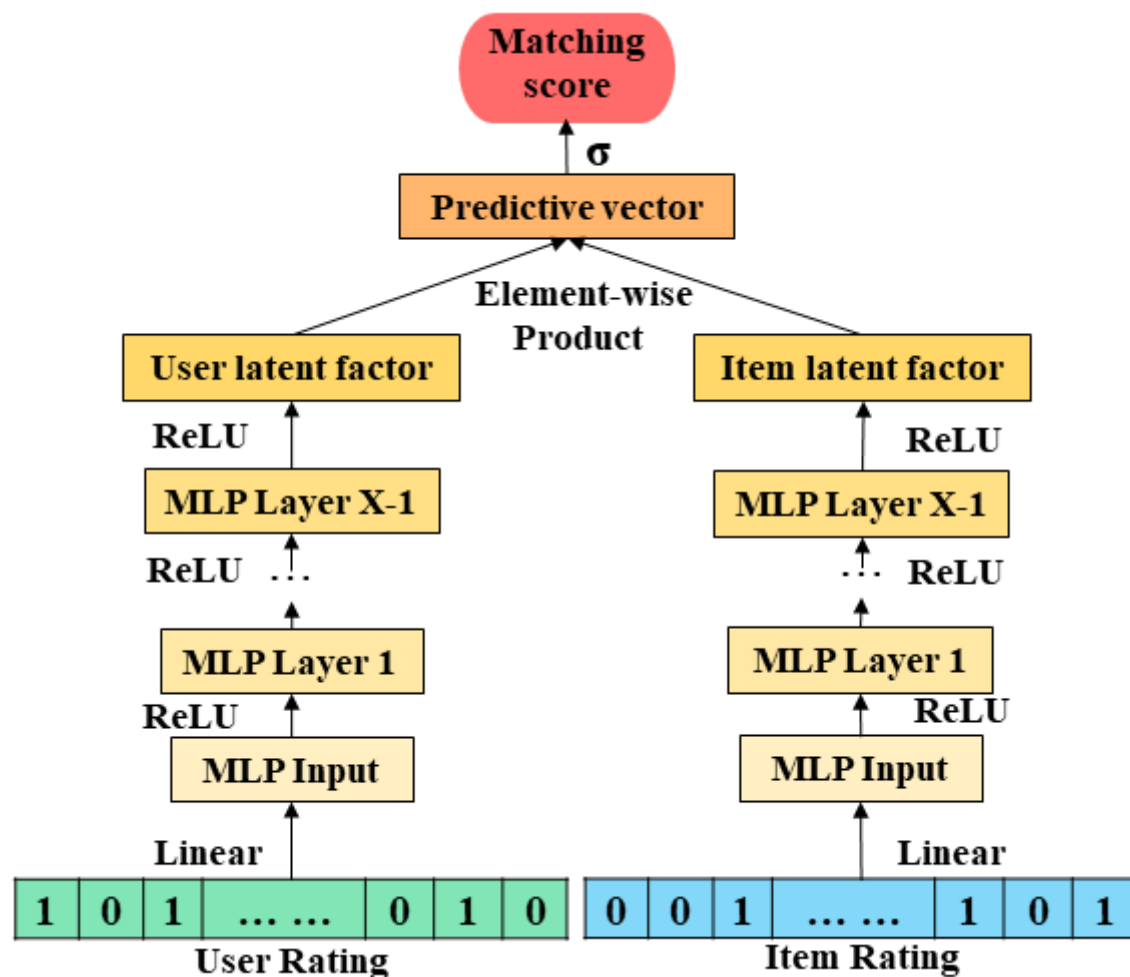 Matching
score
σ
Predictive vector
Element-wise
Product
User latent factor
Item latent factor
ReLU
ReLU
MLP Layer X-1
MLP Layer X-1
ReLU ...
... ReLU
MLP Layer 1
MLP Layer 1
ReLU
ReLU
MLP Input
MLP Input
Linear
Linear
1 0 1 ... ... 0 1 0
0 0 1 ... ... 1 0 1
User Rating
Item Rating